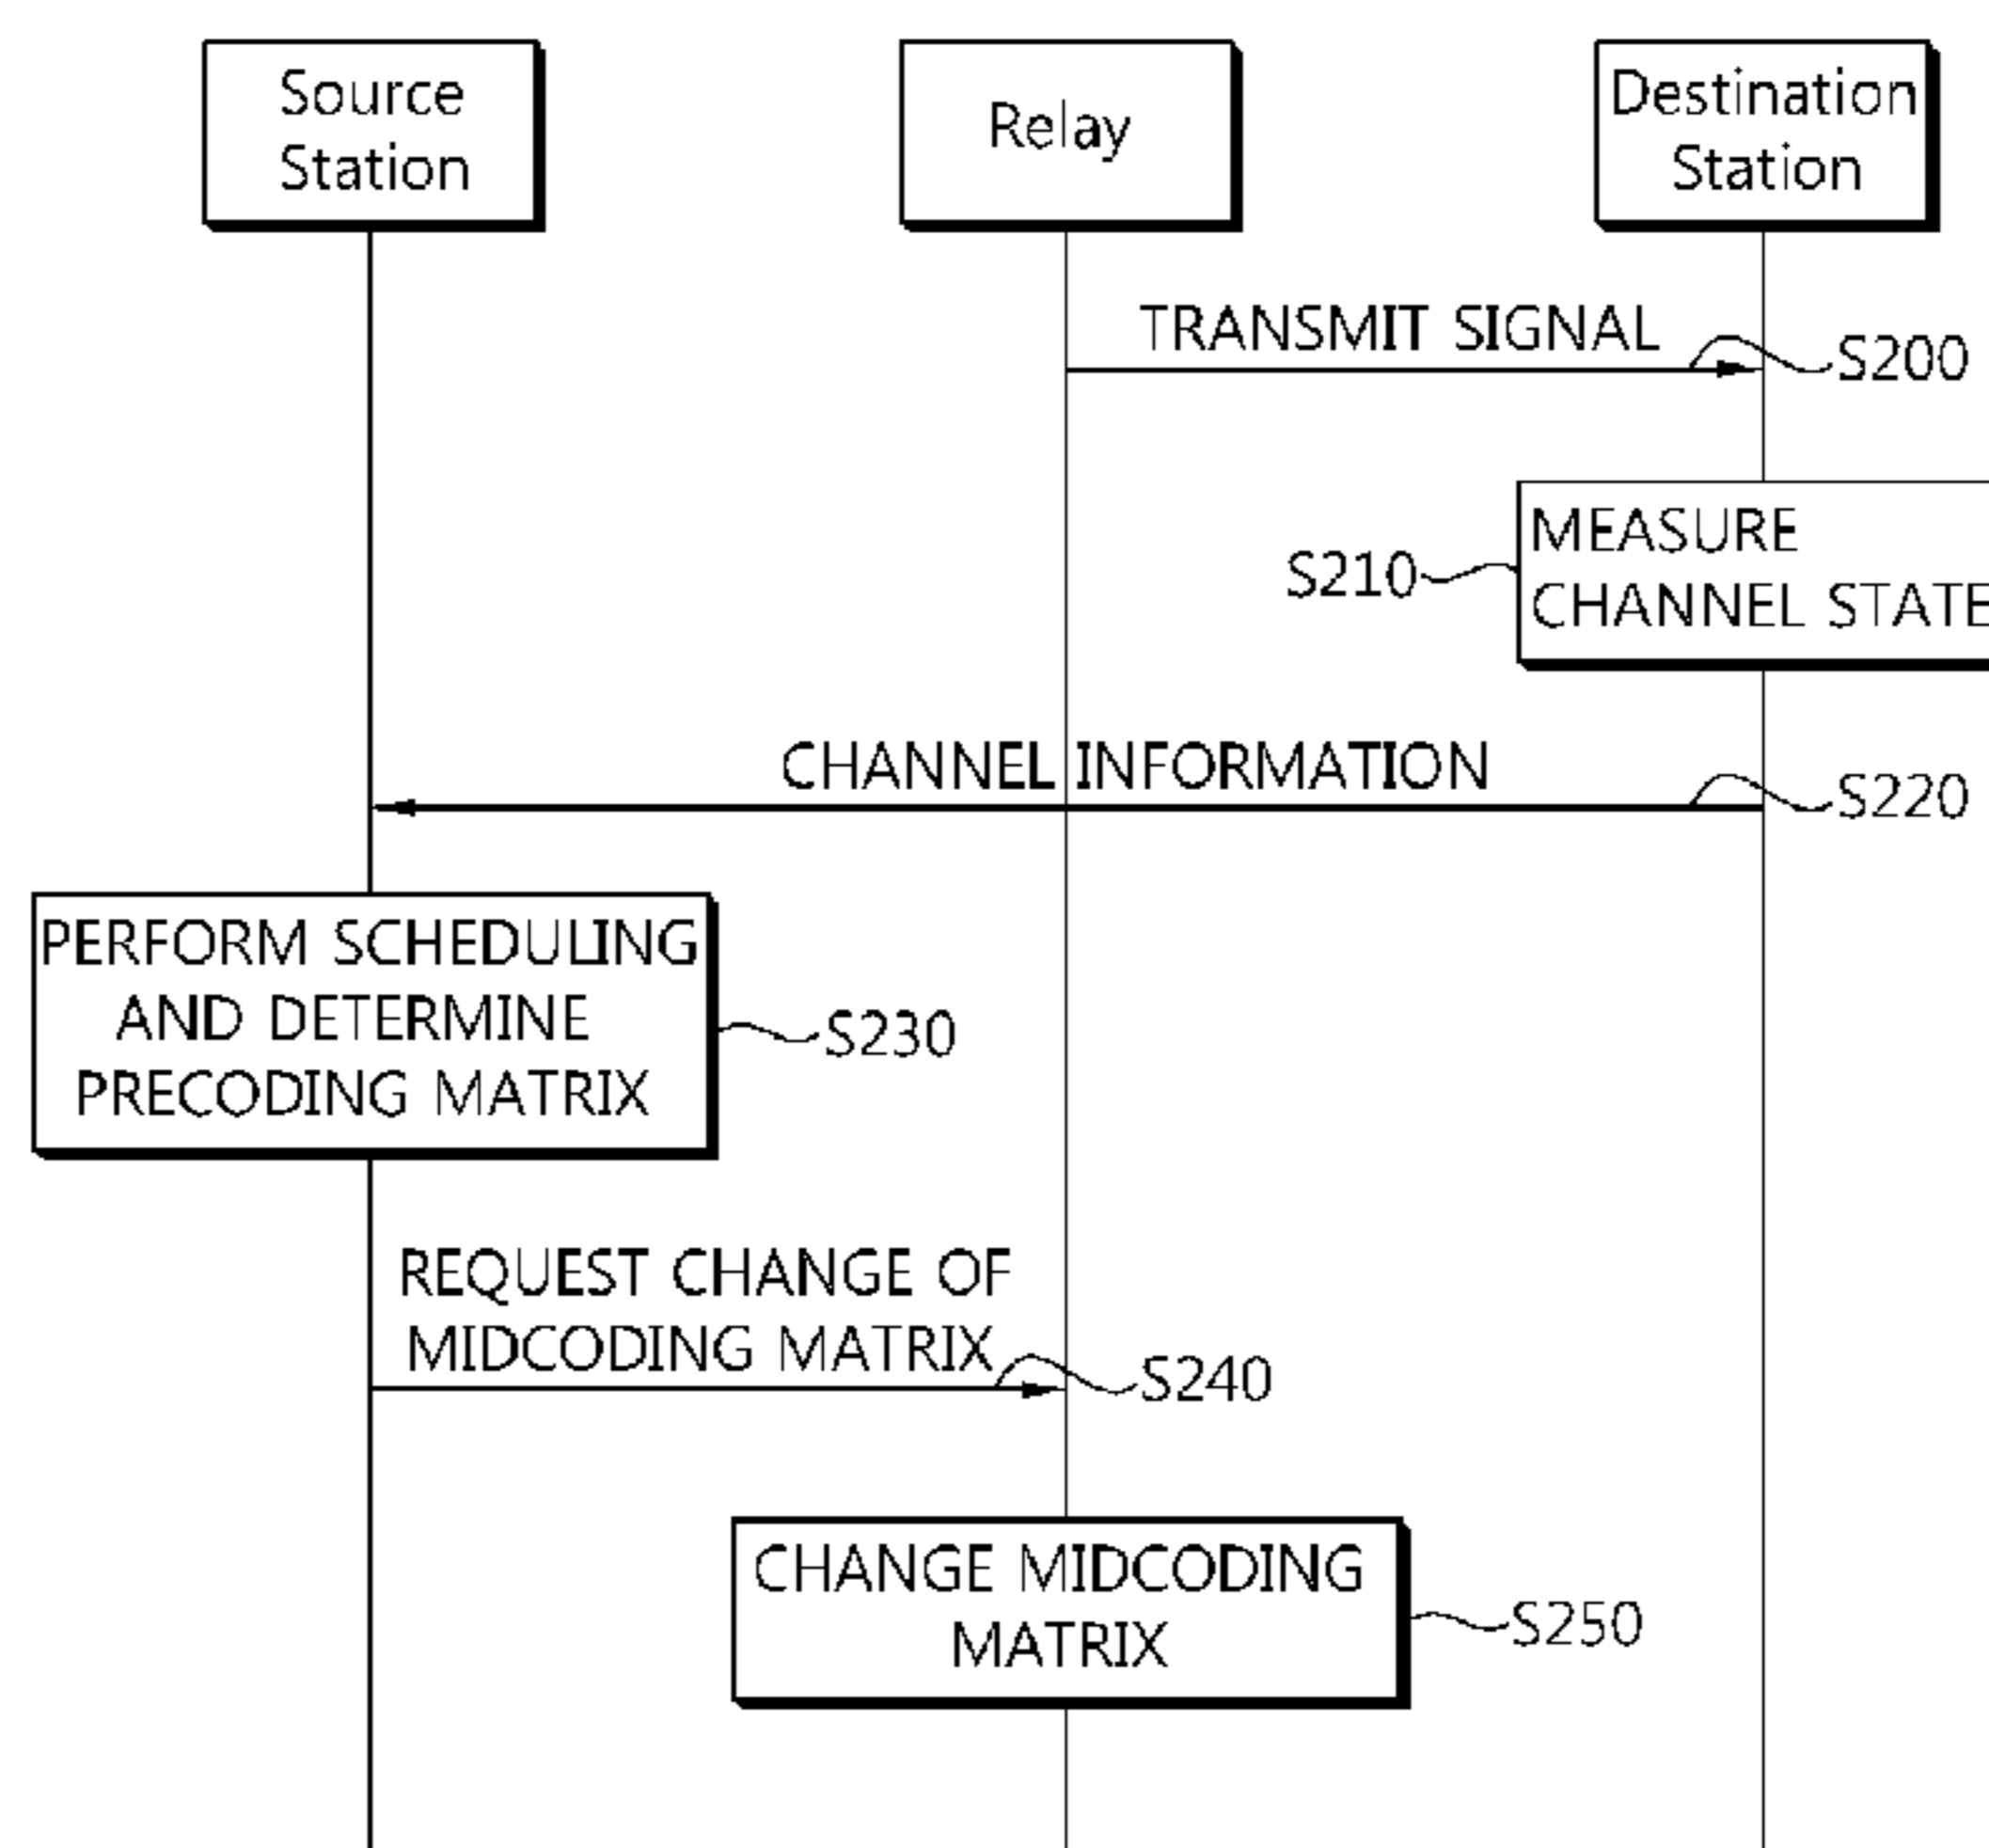 Source
Station
Relay
Destination
Station
TRANSMIT SIGNAL
S200
MEASURE
CHANNEL STATE
S210
CHANNEL INFORMATION
S220
PERFORM SCHEDULING
AND DETERMINE
PRECODING MATRIX
S230
REQUEST CHANGE OF
MIDCODING MATRIX
S240
CHANGE MIDCODING
MATRIX
S250